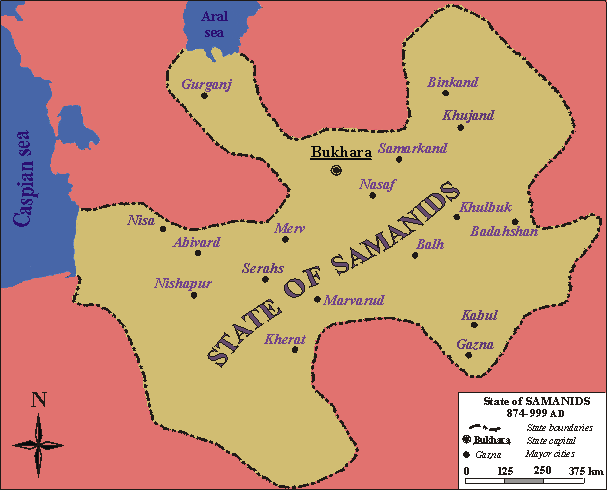 Aral
sea
Caspian sea
Gurganj
Binkand
Khujand
Bukhara
Samarkand
Nasaf
Nisa
Abivard
Merv
Khulbuk
Badahshan
Balh
Serahs
Nishapur
Marvarud
STATE OF SAMANIDS
Kherat
Kabul
Gazna
N
State of SAMANIDS
874-999 AD
State boundaries
Bukhara State capital
Gazna Mayor cities
0 125 250 375 km